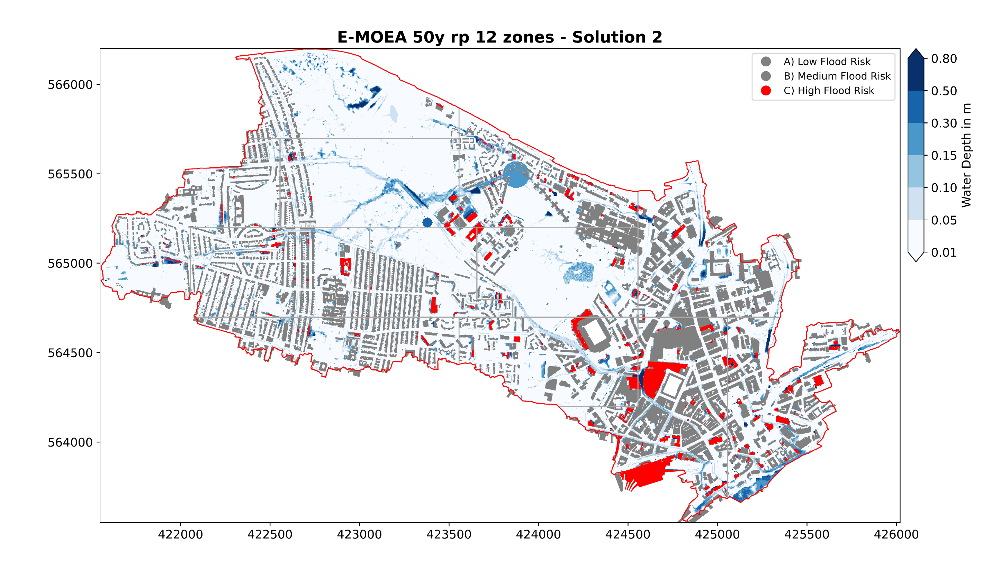 E-MOEA 50y rp 12 zones - Solution 2
A) Low Flood Risk
B) Medium Flood Risk
C) High Flood Risk
566000
565500
565000
564500
564000
422000 422500 423000 423500 424000 424500 425000 425500 426000
0.80
0.50
0.30
0.15
0.10
0.05
0.01
Water Depth in m